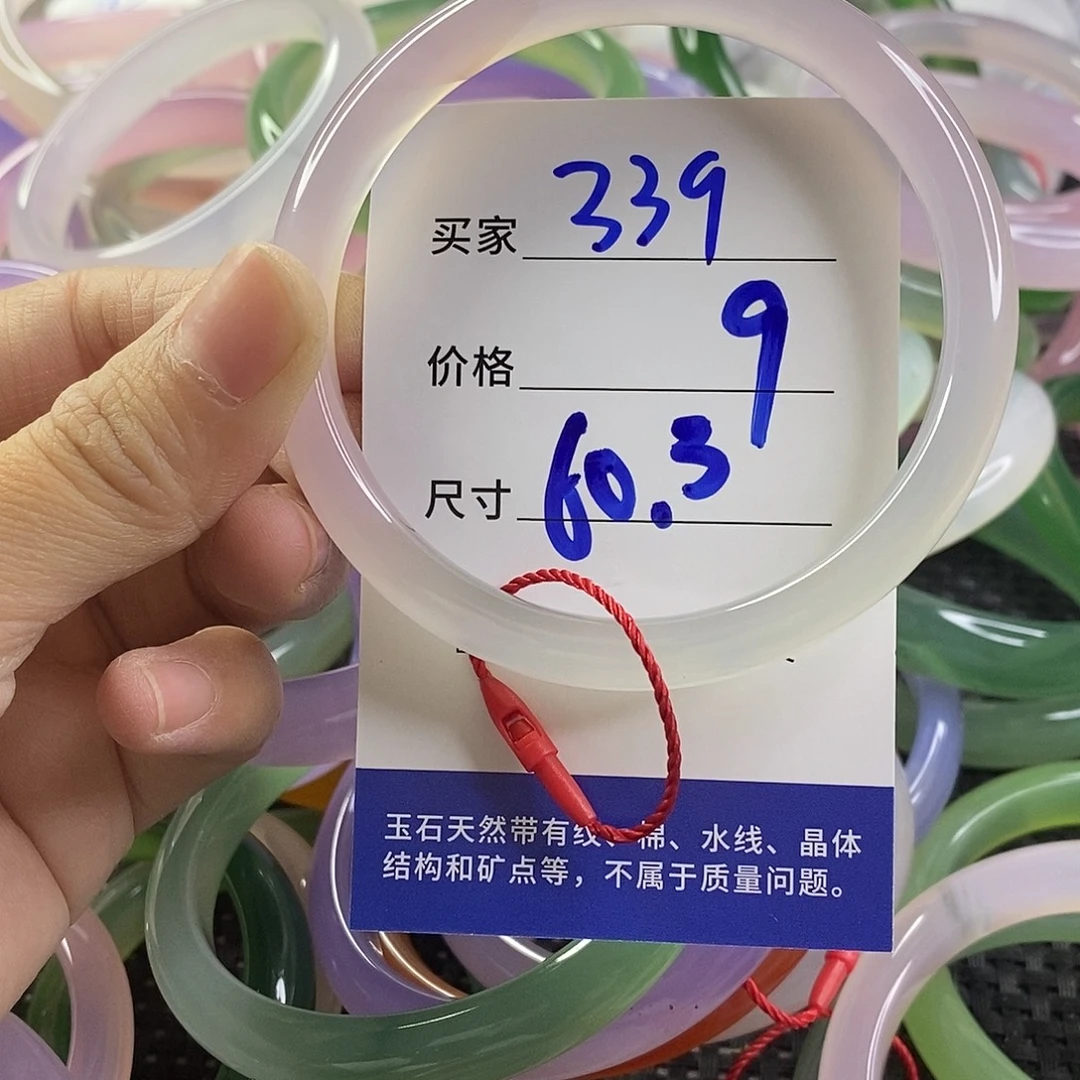 买家 339
价格 9
尺寸 60.3
玉石天然带有纹、棉、水线、晶体
结构和矿点等，不属于质量问题。